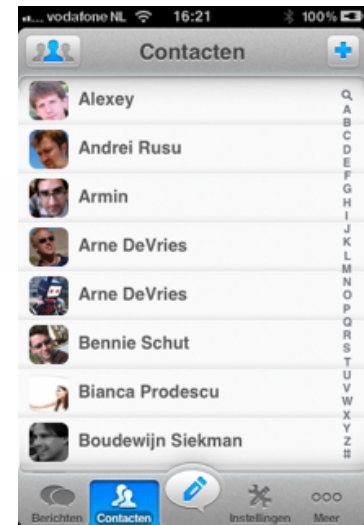 vodafone NL 16:21 100%
Contacten
Alexey
Andrei Rusu
Armin
Arne DeVries
Arne DeVries
Bennie Schut
Bianca Prodescu
Boudewijn Siekman
A
B
C
D
E
F
G
H
I
J
K
L
M
N
O
P
Q
R
S
T
U
V
W
X
Y
Z
#
Berichten Contacten Instellingen Meer